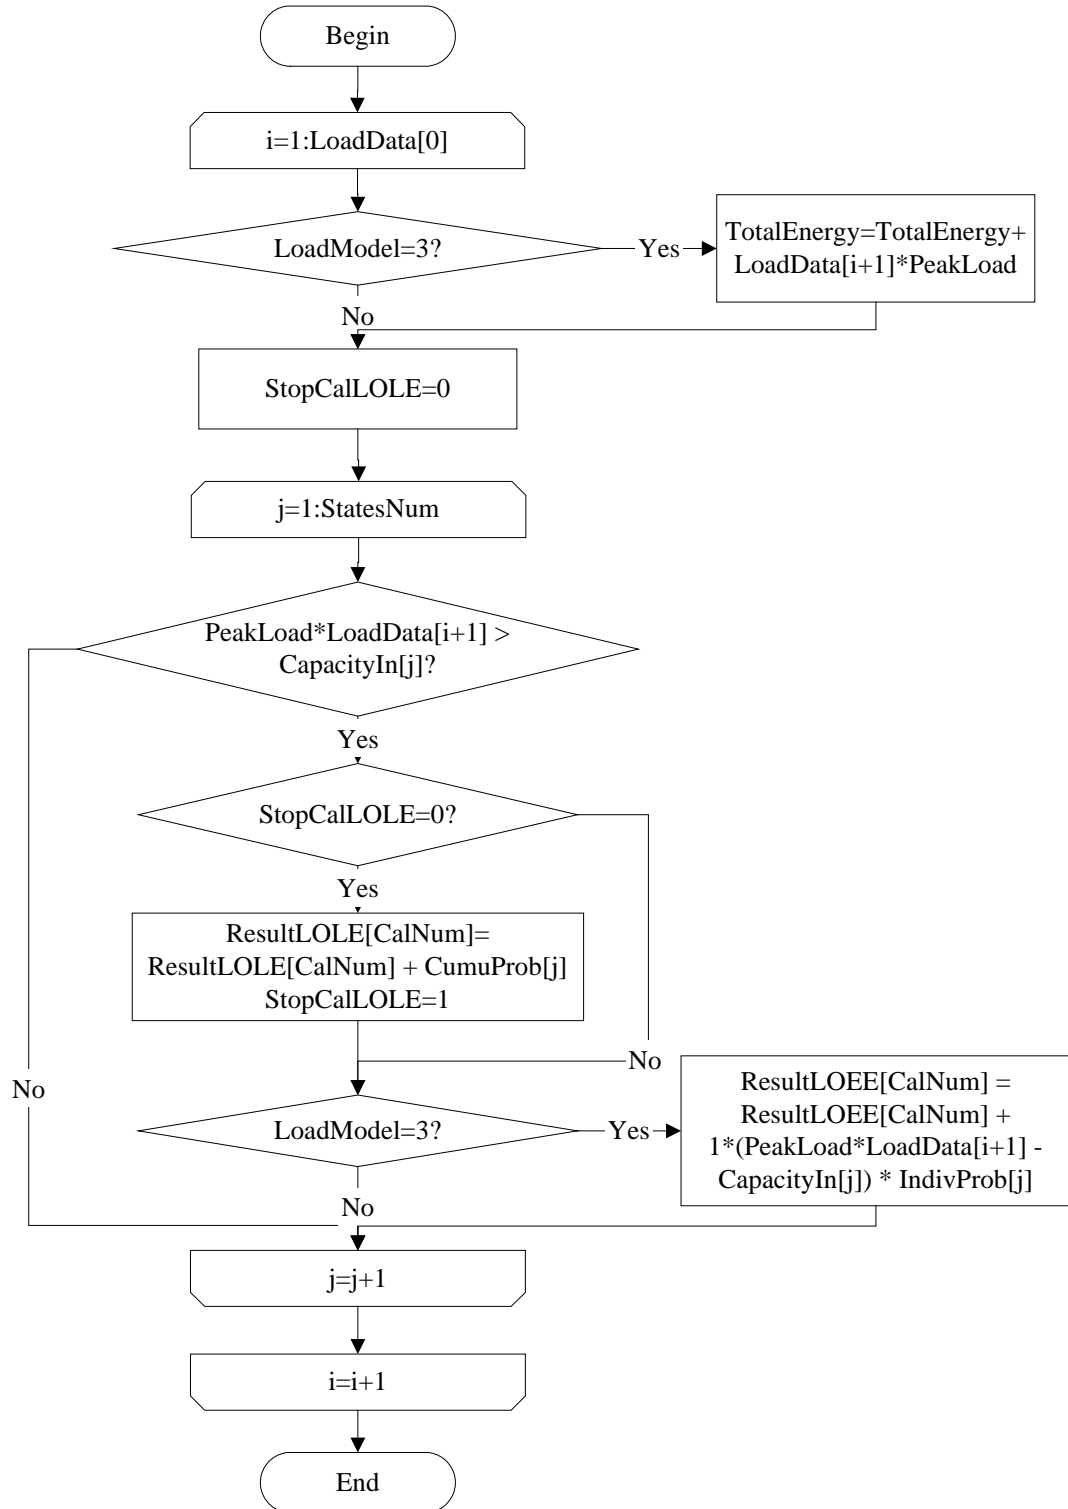 Begin
i=1:LoadData[0]
LoadModel=3?
Yes
TotalEnergy=TotalEnergy+
LoadData[i+1]*PeakLoad
No
StopCalLOLE=0
j=1:StatesNum
PeakLoad*LoadData[i+1] >
CapacityIn[j]?
Yes
StopCalLOLE=0?
Yes
ResultLOLE[CalNum]=
ResultLOLE[CalNum] + CumuProb[j]
StopCalLOLE=1
No
No
LoadModel=3?
Yes
ResultLOEE[CalNum] =
ResultLOEE[CalNum] +
1*(PeakLoad*LoadData[i+1] -
CapacityIn[j]) * IndivProb[j]
No
j=j+1
i=i+1
End